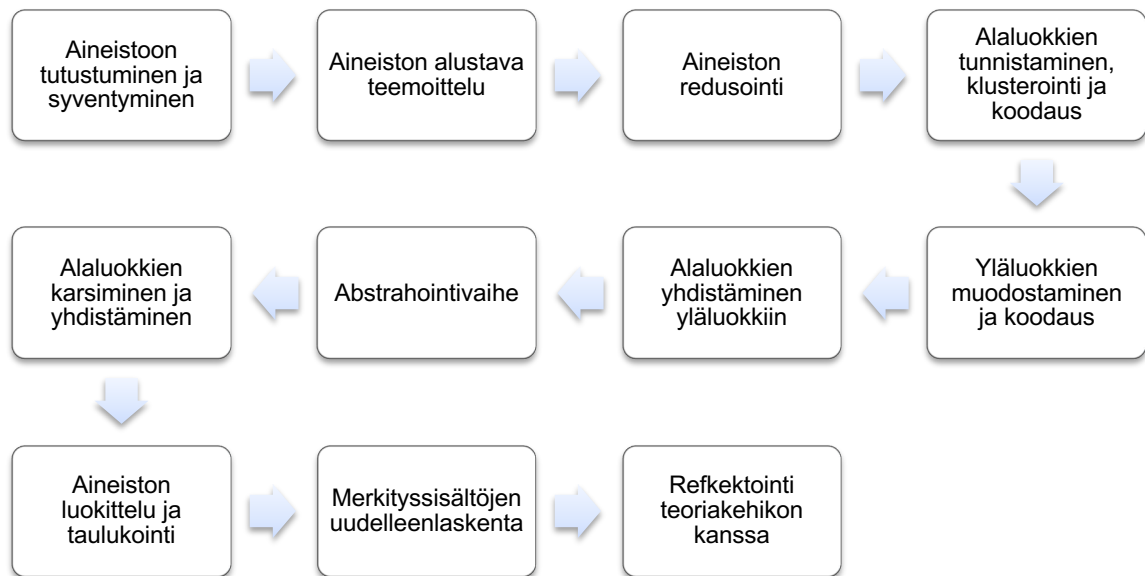 Aineistoon
tutustuminen ja
syventyminen
Aineiston alustava
teemoittelu
Aineiston
redusointi
Alaluokkien
tunnistaminen,
klusterointi ja
koodaus
Yläluokkien
muodostaminen
ja koodaus
Alaluokkien
yhdistäminen
yläluokkiin
Abstrahointivaihe
Alaluokkien
karsiminen ja
yhdistäminen
Aineiston
luokittelu ja
taulukointi
Merkityssisältöjen
uudelleenlaskenta
Refkektointi
teoriakehikon
kanssa